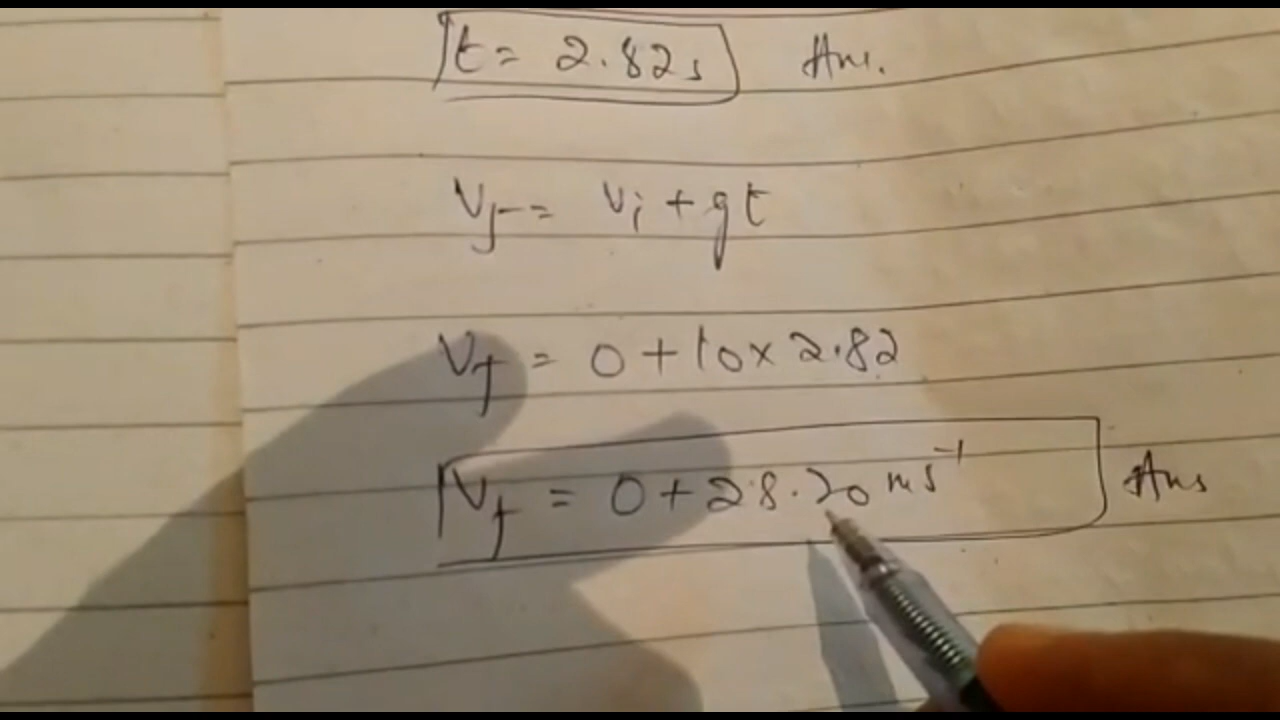 t = 2.82s Ans.
Vf = Vi + gt
Vf = 0 + 10 × 2.82
Vf = 0 + 28.20 ms⁻¹ Ans